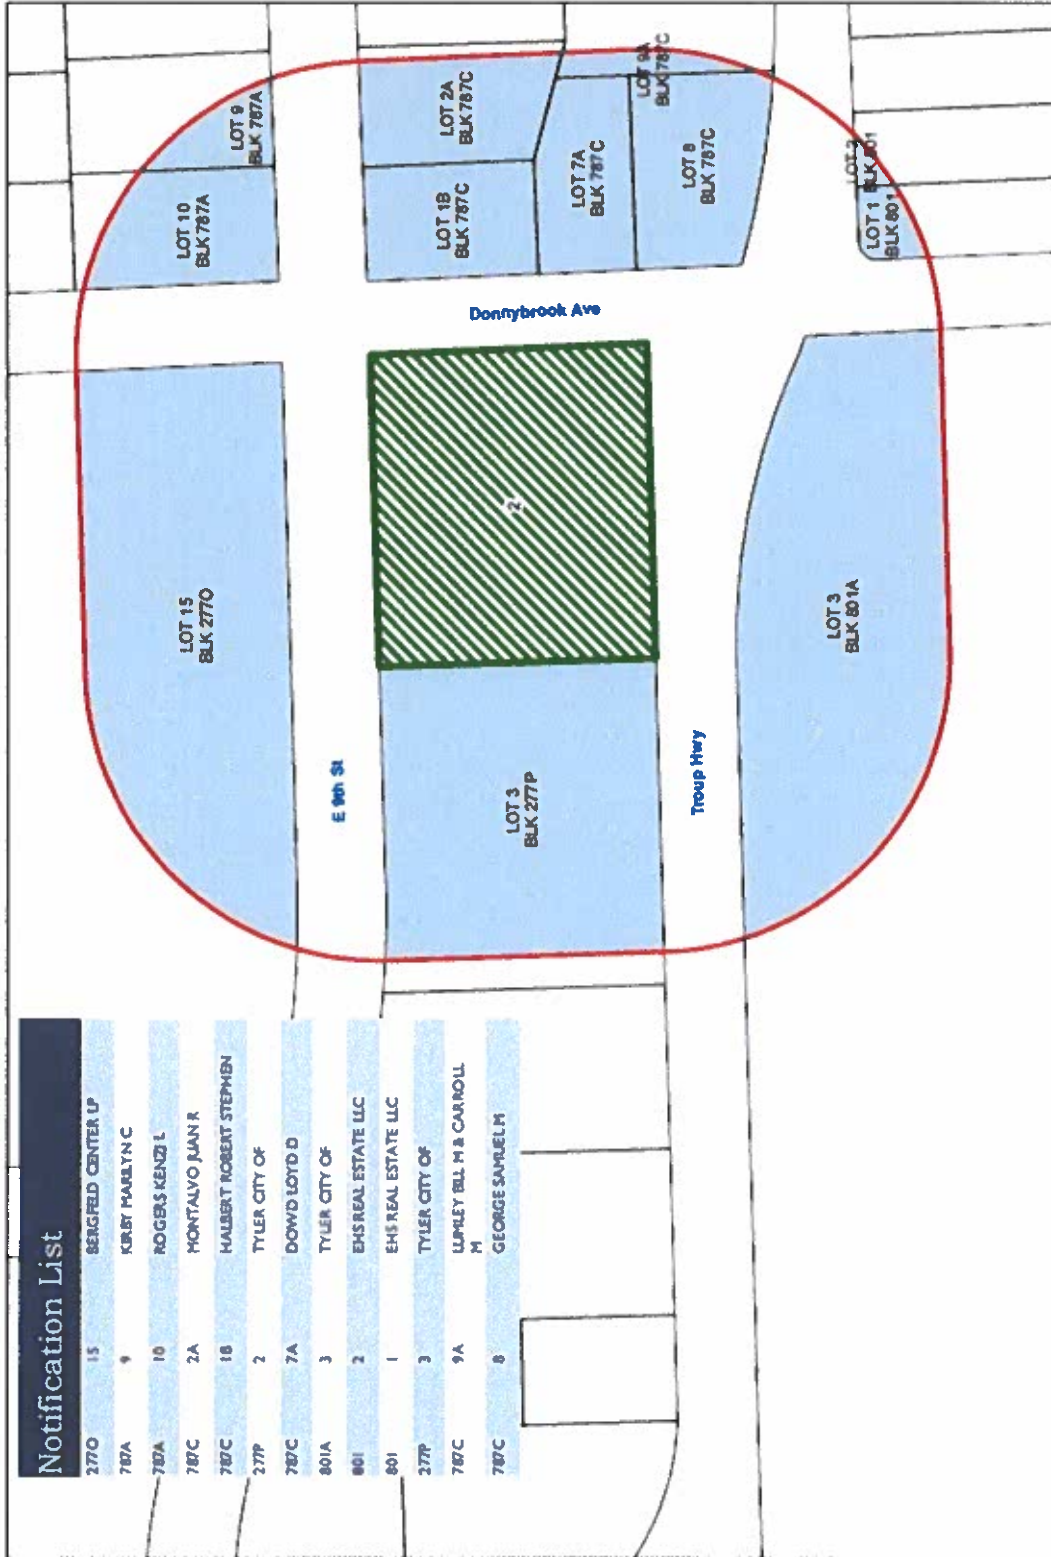 Notification List
277O 15 BERGFELD CENTER LP
787A 9 KIRBY MARILYN C
787A 10 ROGERS KENZI L
787C 2A MONTALVO JUAN R
787C 1B HALBERT ROBERT STEPHEN
277P 2 TYLER CITY OF
787C 7A DOWD LOYD D
801A 3 TYLER CITY OF
801 2 EHS REAL ESTATE LLC
801 1 EHS REAL ESTATE LLC
277P 3 TYLER CITY OF
787C 9A LUMLEY BILL M & CARROLL
M
787C 8 GEORGE SAMUEL M
LOT 15
BLK 277O
LOT 10
BLK 787A
LOT 9
BLK 787A
E 9th St
LOT 3
BLK 277P
2
Donnybrook Ave
LOT 1B
BLK 787C
LOT 2A
BLK 787C
LOT 7A
BLK 787C
LOT 8
BLK 787C
LOT 9A
BLK 787C
Troup Hwy
LOT 3
BLK 801A
LOT 1
BLK 801
LOT 2
BLK 801